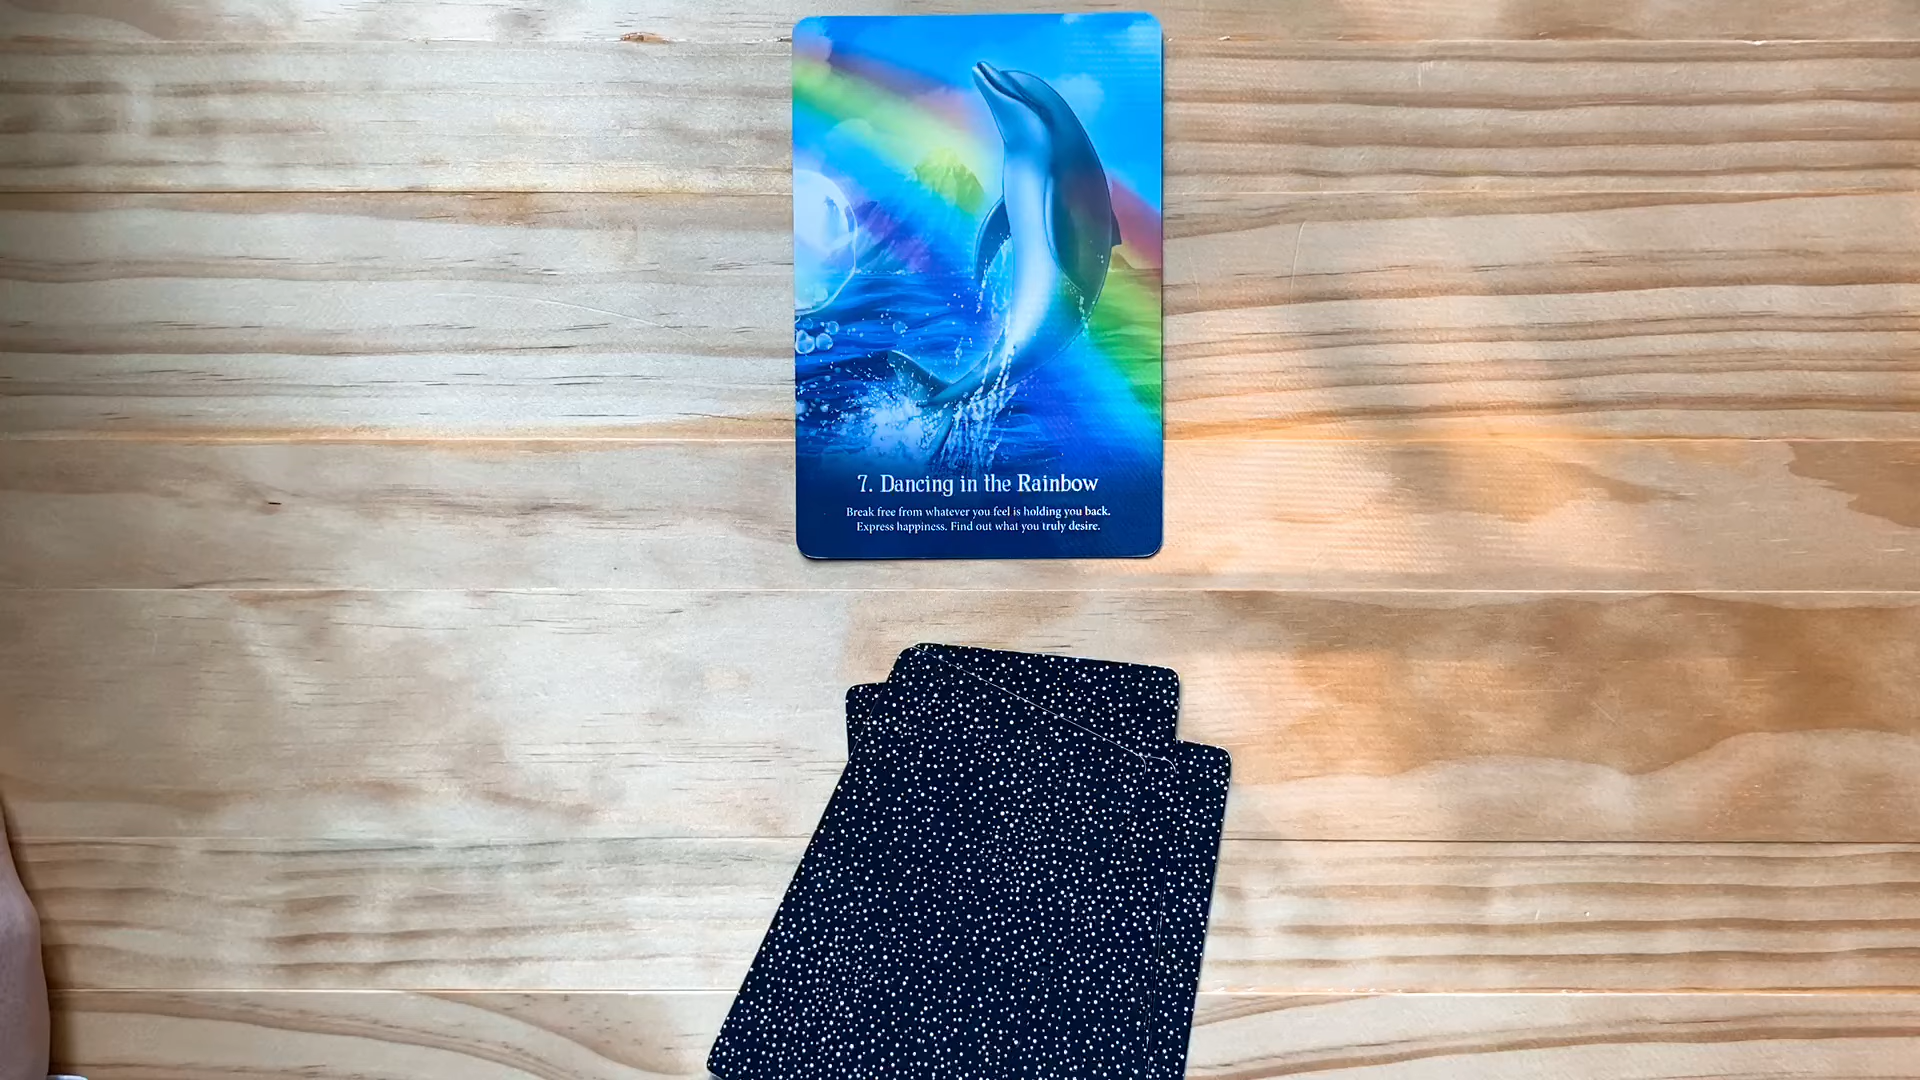 7. Dancing in the Rainbow
Break free from whatever you feel is holding you back.
Express happiness. Find out what you truly desire.